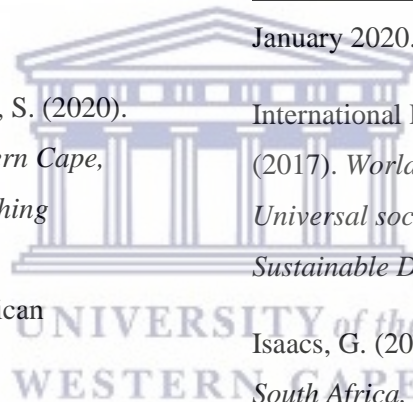 , S. (2020).
ern Cape,
hing
ican
January 2020.
International
(2017). World
Universal soc
Sustainable D
Isaacs, G. (20
South Africa.
UNIVERSITY of the
WESTERN CAPE